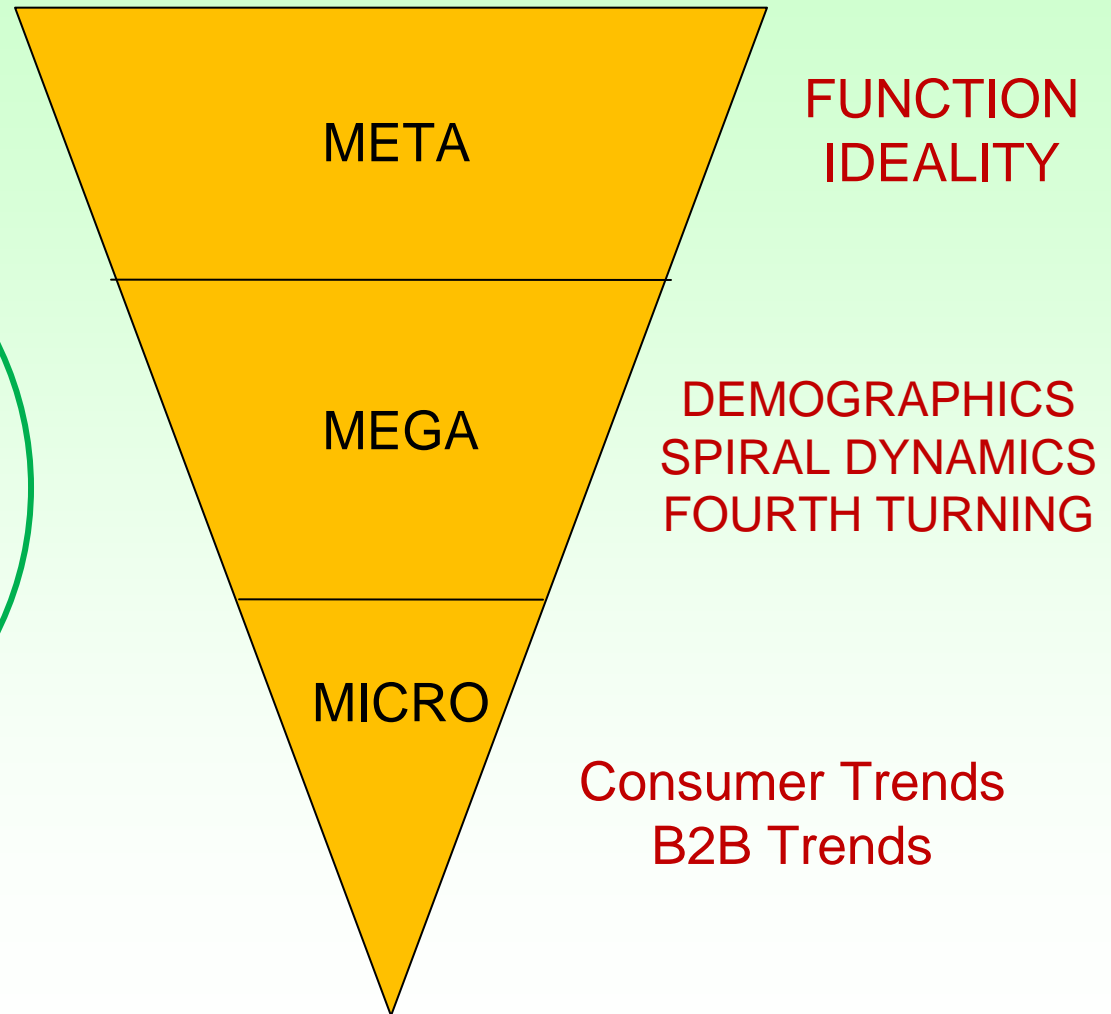 META
FUNCTION
IDEALITY
MEGA
DEMOGRAPHICS
SPIRAL DYNAMICS
FOURTH TURNING
MICRO
Consumer Trends
B2B Trends